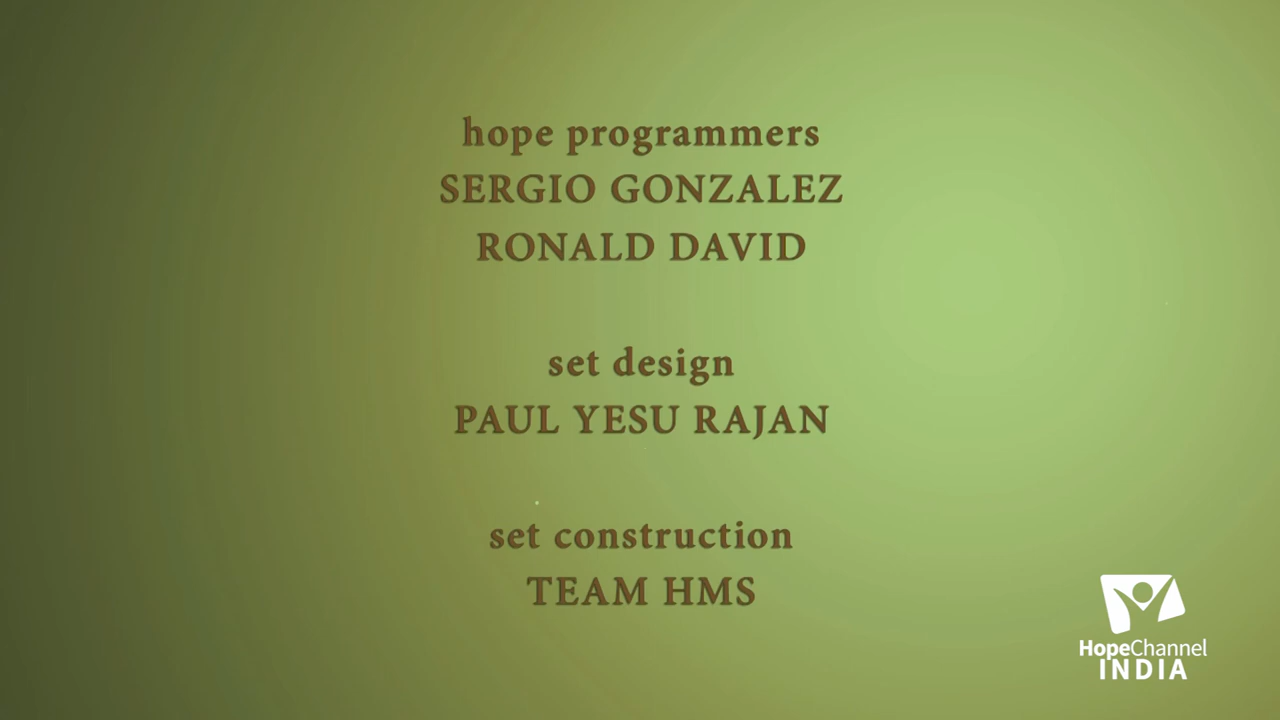 hope programmers
SERGIO GONZALEZ
RONALD DAVID
set design
PAUL YESU RAJAN
set construction
TEAM HMS
HopeChannel
INDIA